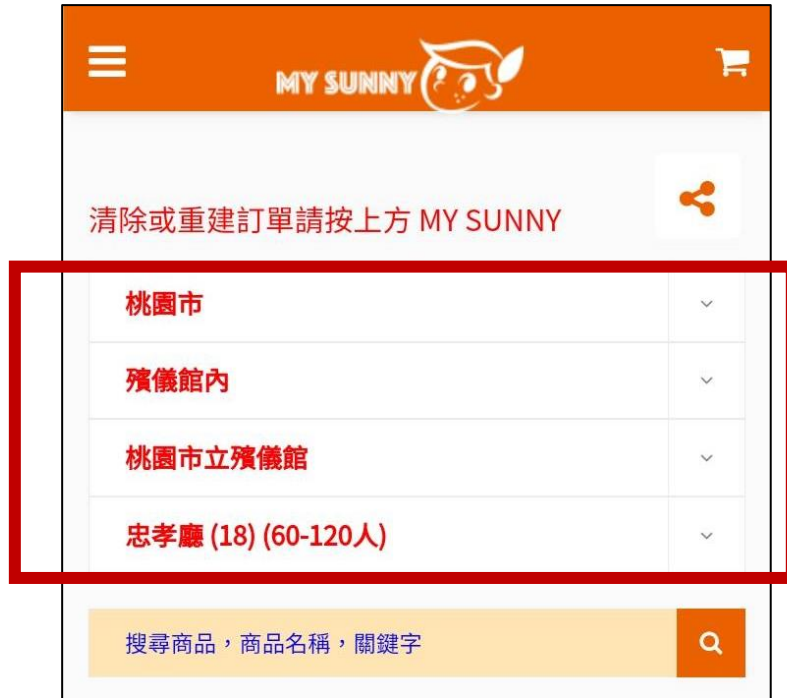 MY SUNNY
清除或重建訂單請按上方 MY SUNNY
桃園市
殯儀館內
桃園市立殯儀館
忠孝廳 (18) (60-120人)
搜尋商品，商品名稱，關鍵字